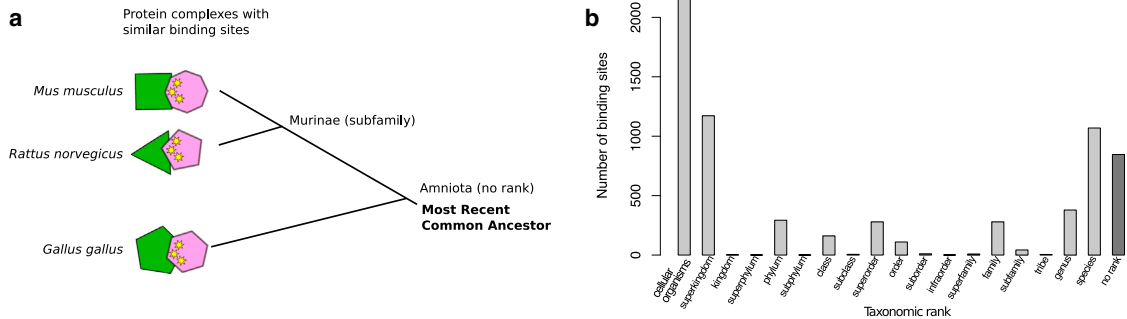 a
Protein complexes with
similar binding sites
Mus musculus
Rattus norvegicus
Gallus gallus
Murinae (subfamily)
Amniota (no rank)
Most Recent
Common Ancestor
b
Number of binding sites
2000
1500
1000
500
0
cellular
organisms
superkingdom
kingdom
superphylum
phylum
subphylum
class
subclass
superorder
order
suborder
infraorder
superfamily
family
subfamily
tribe
genus
species
no rank
Taxonomic rank